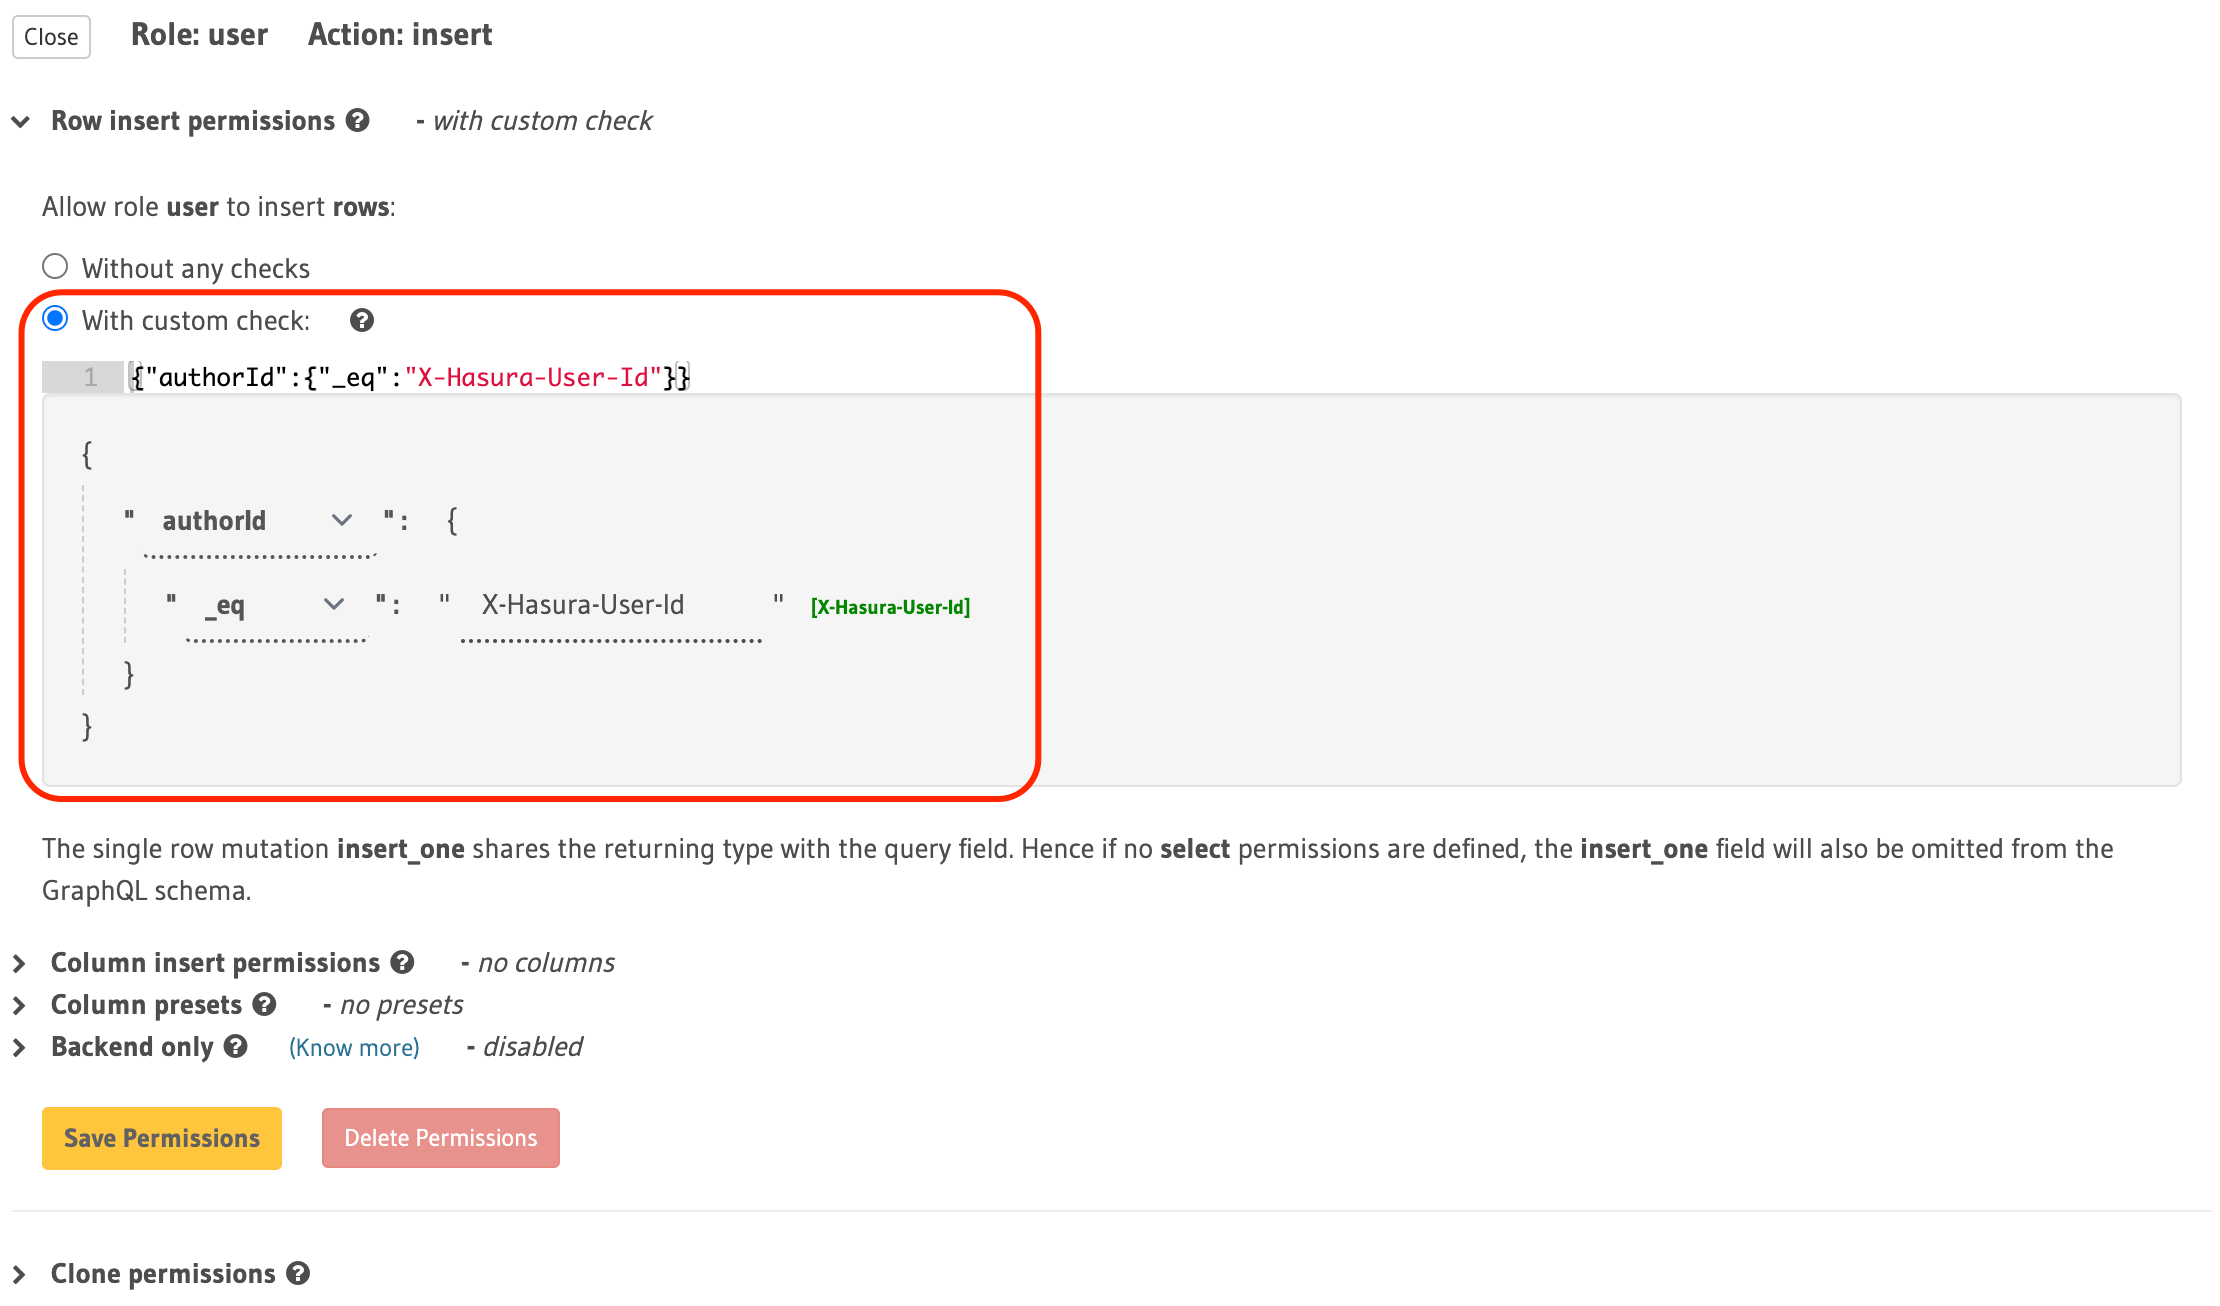 Close Role: user Action: insert
Row insert permissions ? - with custom check
Allow role user to insert rows:
Without any checks
With custom check: ?
1 {"authorId":{"_eq":"X-Hasura-User-Id"}}
{
" authorId ": {
" _eq ": " X-Hasura-User-Id " [X-Hasura-User-Id]
}
}
The single row mutation insert_one shares the returning type with the query field. Hence if no select permissions are defined, the insert_one field will also be omitted from the
GraphQL schema.
Column insert permissions ? - no columns
Column presets ? - no presets
Backend only ? (Know more) - disabled
Save Permissions Delete Permissions
Clone permissions ?